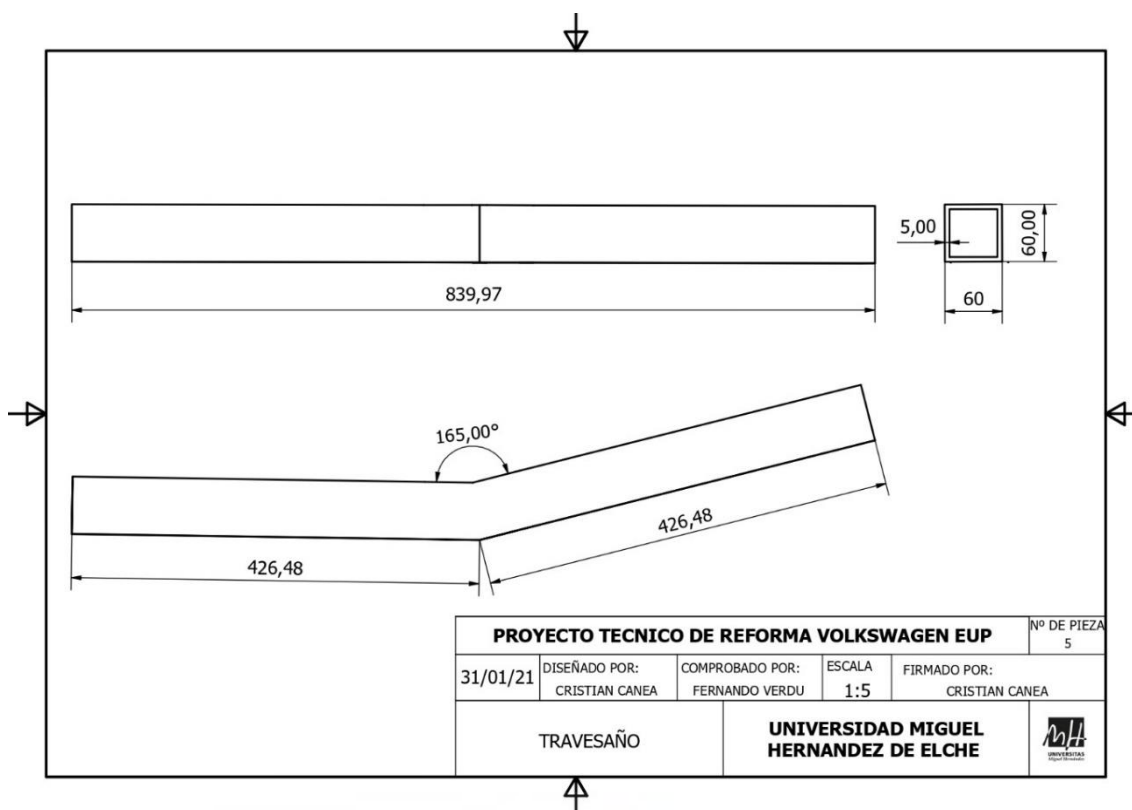 839,97
5,00
60,00
60
165,00°
426,48
426,48
PROYECTO TECNICO DE REFORMA VOLKSWAGEN EUP
Nº DE PIEZA
5
31/01/21
DISEÑADO POR:
CRISTIAN CANEA
COMPROBADO POR:
FERNANDO VERDU
ESCALA
1:5
FIRMADO POR:
CRISTIAN CANEA
TRAVESAÑO
UNIVERSIDAD MIGUEL
HERNANDEZ DE ELCHE
UNIVERSITAS
Miguel Hernández